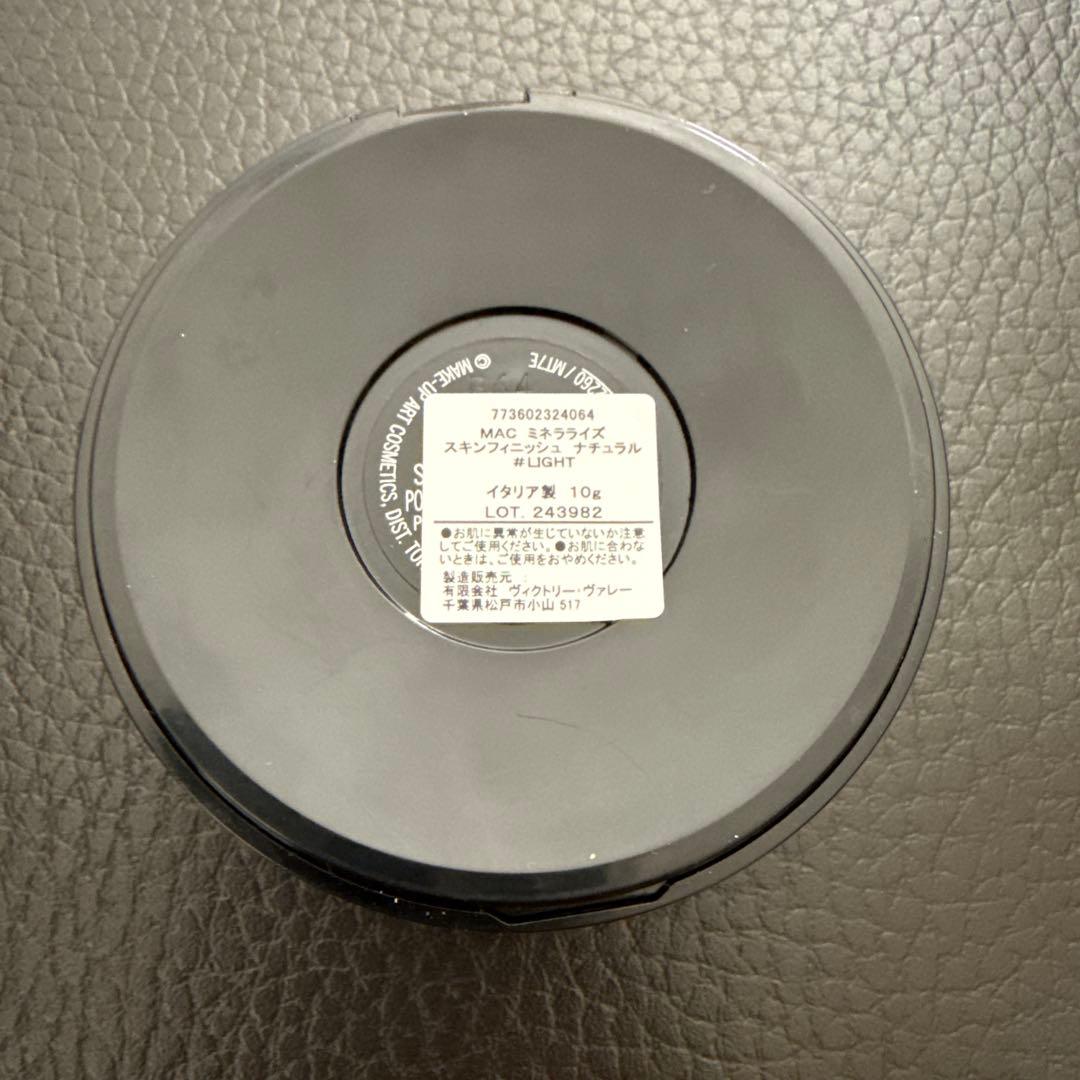 773602324064
MAC ミネラライズ
スキンフィニッシュ ナチュラル
#LIGHT
イタリア製 10g
LOT. 243982
●お肌に異常が生じていないか注意
してご使用ください。●お肌に合わな
いときは、ご使用をおやめください。
製造販売元 :
有限会社 ヴィクトリー・ヴァレー
千葉県松戸市小山 517
© MAKE-UP ART COSMETICS, DIST.
/ MT7E